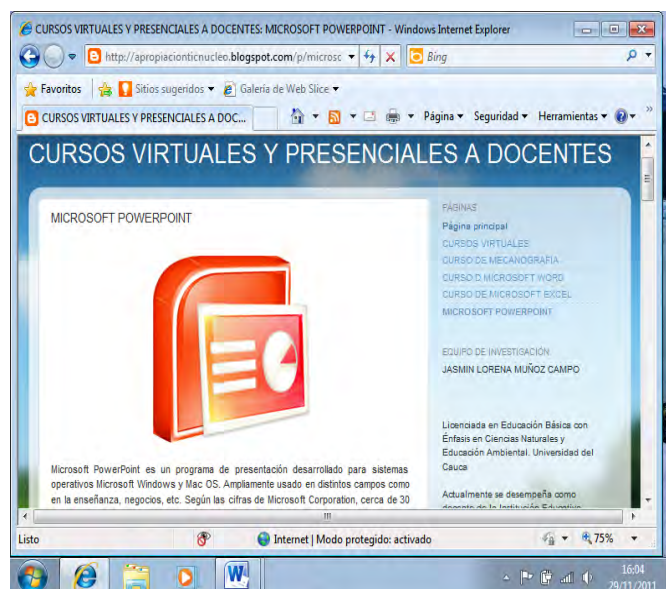 CURSOS VIRTUALES Y PRESENCIALES A DOCENTES: MICROSOFT POWERPOINT - Windows Internet Explorer
http://apropiacionticnucleo.blogspot.com/p/microsc
Bing
Favoritos
Sitios sugeridos
Galería de Web Slice
CURSOS VIRTUALES Y PRESENCIALES A DOC...
Página
Seguridad
Herramientas
CURSOS VIRTUALES Y PRESENCIALES A DOCENTES
MICROSOFT POWERPOINT
Microsoft PowerPoint es un programa de presentación desarrollado para sistemas
operativos Microsoft Windows y Mac OS. Ampliamente usado en distintos campos como
en la enseñanza, negocios, etc. Según las cifras de Microsoft Corporation, cerca de 30
PÁGINAS
Página principal
CURSOS VIRTUALES
CURSO DE MECANOGRAFIA
CURSO D MICROSOFT WORD
CURSO DE MICROSOFT EXCEL
MICROSOFT POWERPOINT
EQUIPO DE INVESTIGACIÓN
JASMIN LORENA MUÑOZ CAMPO
Licenciada en Educación Básica con
Énfasis en Ciencias Naturales y
Educación Ambiental. Universidad del
Cauca
Actualmente se desempeña como
docente de la Institución Educativa
Listo
Internet | Modo protegido: activado
75%
16:04
29/11/2011